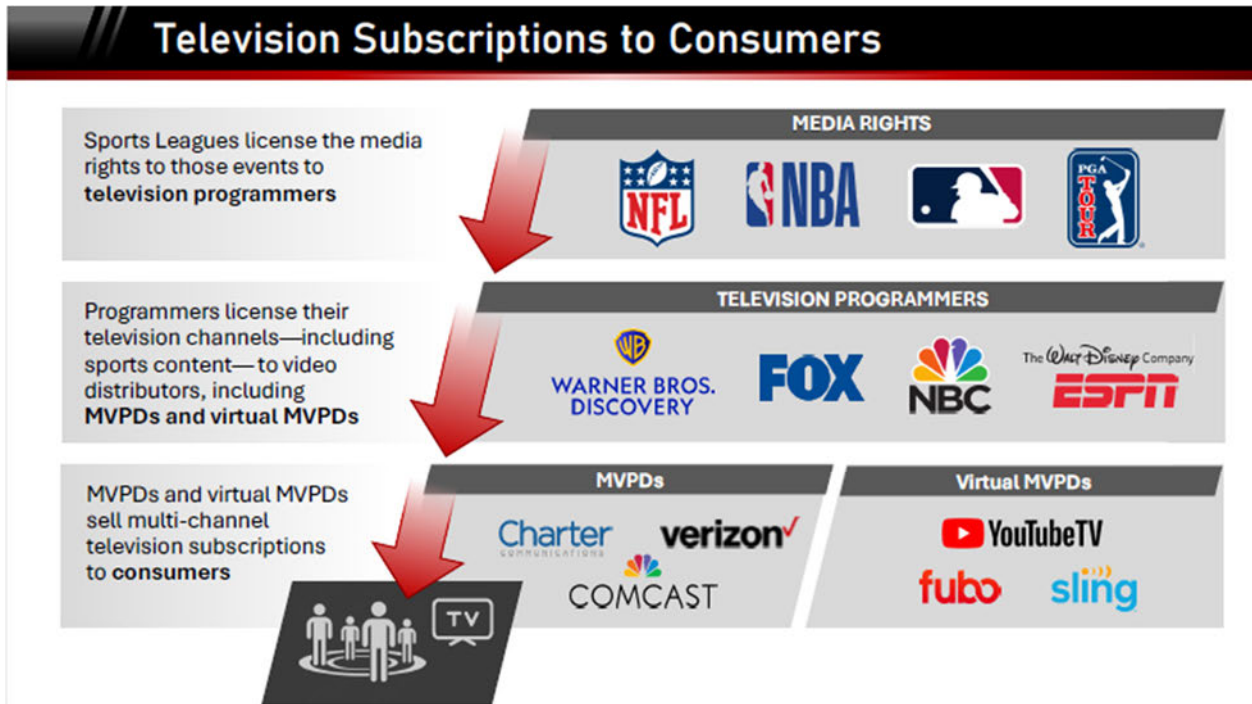 Television Subscriptions to Consumers
Sports Leagues license the media
rights to those events to
television programmers
MEDIA RIGHTS
NFL
NBA
PGA
TOUR
Programmers license their
television channels—including
sports content—to video
distributors, including
MVPDs and virtual MVPDs
TELEVISION PROGRAMMERS
WB
WARNER BROS.
DISCOVERY
FOX
NBC
The Walt Disney Company
ESPN
MVPDs and virtual MVPDs
sell multi-channel
television subscriptions
to consumers
MVPDs
Charter
COMMUNICATIONS
verizon
COMCAST
Virtual MVPDs
YouTubeTV
fubo
sling
TV